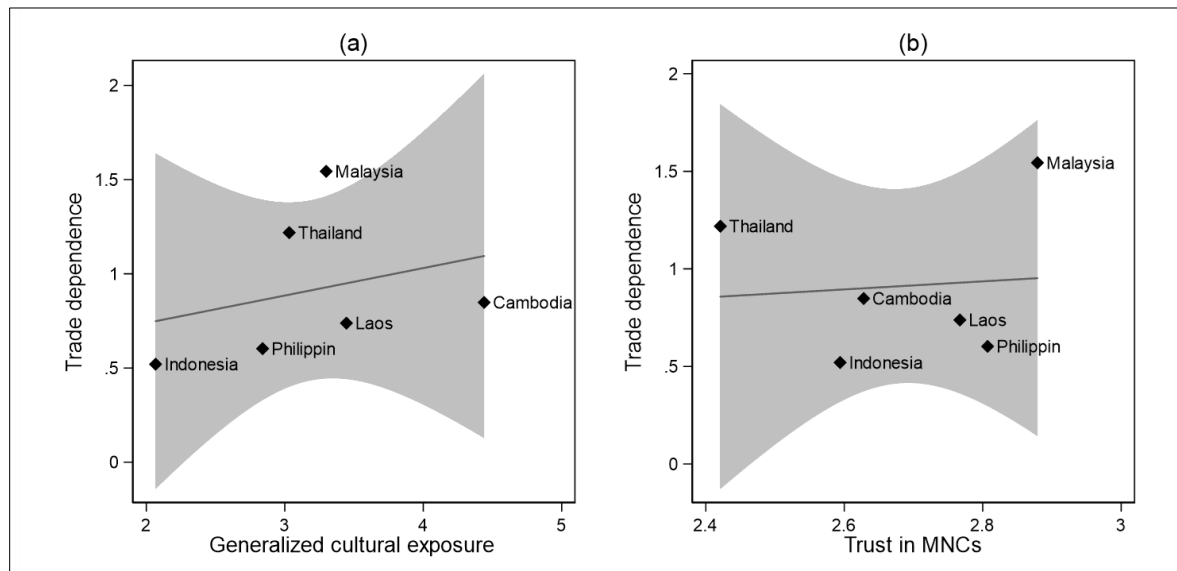 (a)
Trade dependence
2
1.5
1
.5
0
Malaysia
Thailand
Cambodia
Laos
Philippin
Indonesia
2 3 4 5
Generalized cultural exposure
(b)
Trade dependence
2
1.5
1
.5
0
Malaysia
Thailand
Cambodia
Laos
Philippin
Indonesia
2.4 2.6 2.8 3
Trust in MNCs